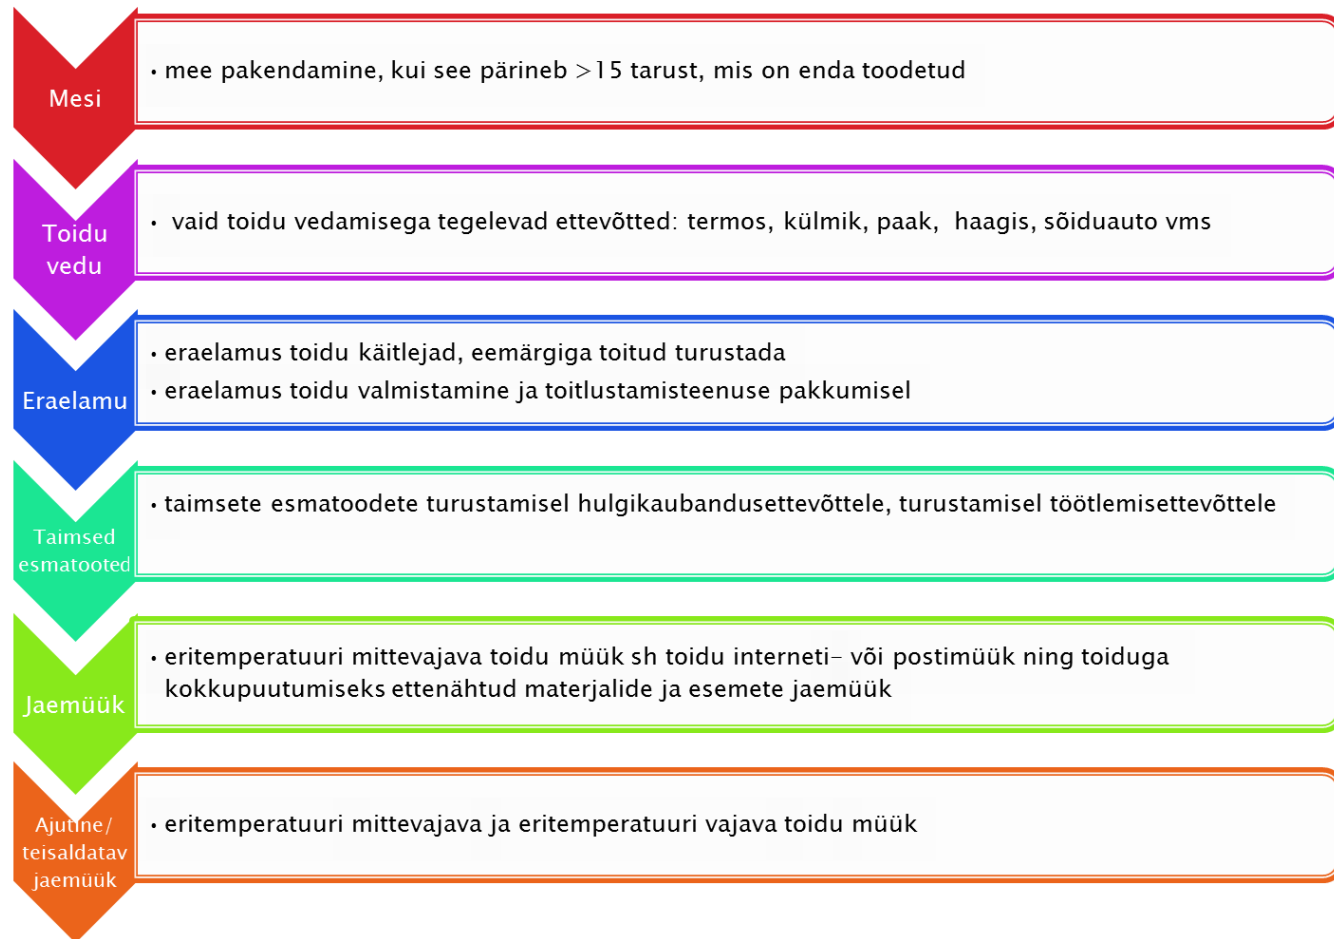 Mesi
• mee pakendamine, kui see pärineb >15 tarust, mis on enda toodetud
Toidu
vedu
• vaid toidu vedamisega tegelevad ettevõtted: termos, külmik, paak, haagis, sõiduauto vms
Eraelamu
• eraelamus toidu käitlejad, eemärgiga toitud turustada
• eraelamus toidu valmistamine ja toitlustamisteenuse pakkumisel
Taimsed
esmatooted
• taimsete esmatoodete turustamisel hulgikaubandusettevõttele, turustamisel töötlemisettevõttele
Jaemüük
• eritemperatuuri mittevajava toidu müük sh toidu interneti- või postimüük ning toiduga
kokkupuutumiseks ettenähtud materjalide ja esemete jaemüük
Ajutine/
teisaldatav
jaemüük
• eritemperatuuri mittevajava ja eritemperatuuri vajava toidu müük